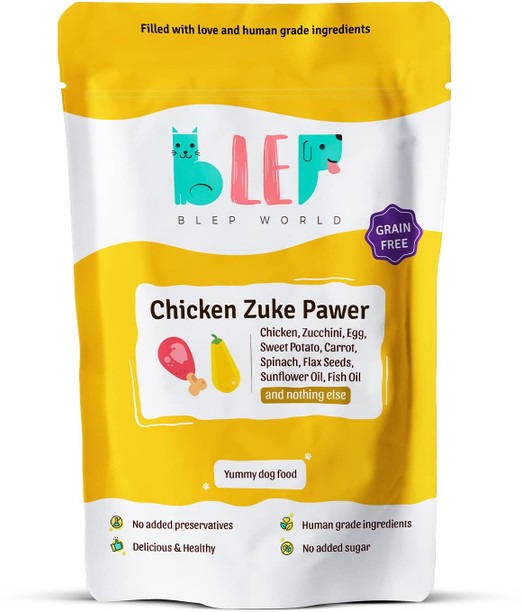 Filled with love and human grade ingredients
bLEP
BLEP WORLD
GRAIN
FREE
Chicken Zuke Pawer
Chicken, Zucchini, Egg,
Sweet Potato, Carrot,
Spinach, Flax Seeds,
Sunflower Oil, Fish Oil
and nothing else
Yummy dog food
No added preservatives
Human grade ingredients
Delicious & Healthy
No added sugar